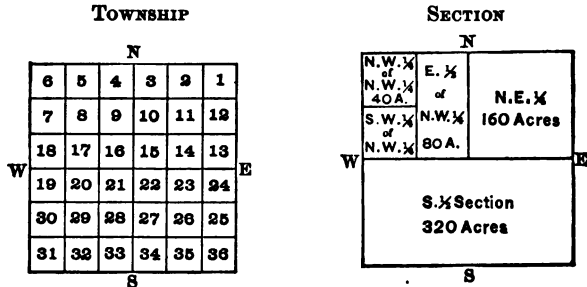 TOWNSHIP
N
6 5 4 3 2 1
7 8 9 10 11 12
18 17 16 15 14 13
W E
19 20 21 22 23 24
30 29 28 27 26 25
31 32 33 34 35 36
S
SECTION
N
N.W.¼
of
N.W.¼
40 A.
S.W.¼
of
N.W.¼
E.½
of
N.W.¼
80 A.
N.E.¼
160 Acres
W E
S.½ Section
320 Acres
S